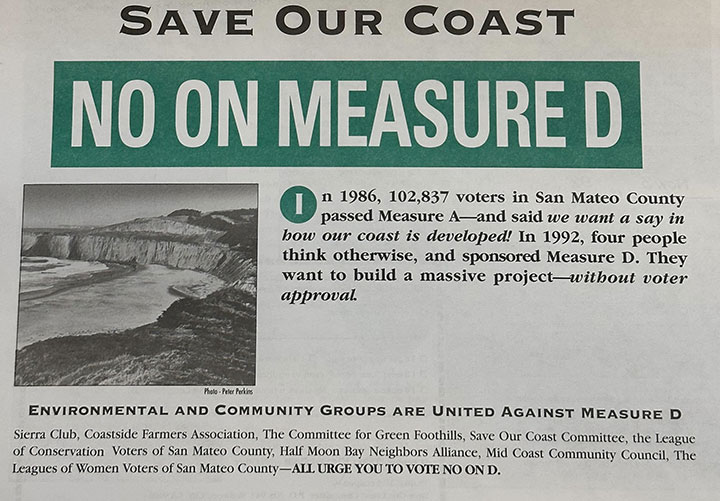 SAVE OUR COAST
NO ON MEASURE D
In 1986, 102,837 voters in San Mateo County
passed Measure A—and said we want a say in
how our coast is developed! In 1992, four people
think otherwise, and sponsored Measure D. They
want to build a massive project—without voter
approval.
Photo - Peter Perkins
ENVIRONMENTAL AND COMMUNITY GROUPS ARE UNITED AGAINST MEASURE D
Sierra Club, Coastside Farmers Association, The Committee for Green Foothills, Save Our Coast Committee, the League
of Conservation Voters of San Mateo County, Half Moon Bay Neighbors Alliance, Mid Coast Community Council, The
Leagues of Women Voters of San Mateo County—ALL URGE YOU TO VOTE NO ON D.